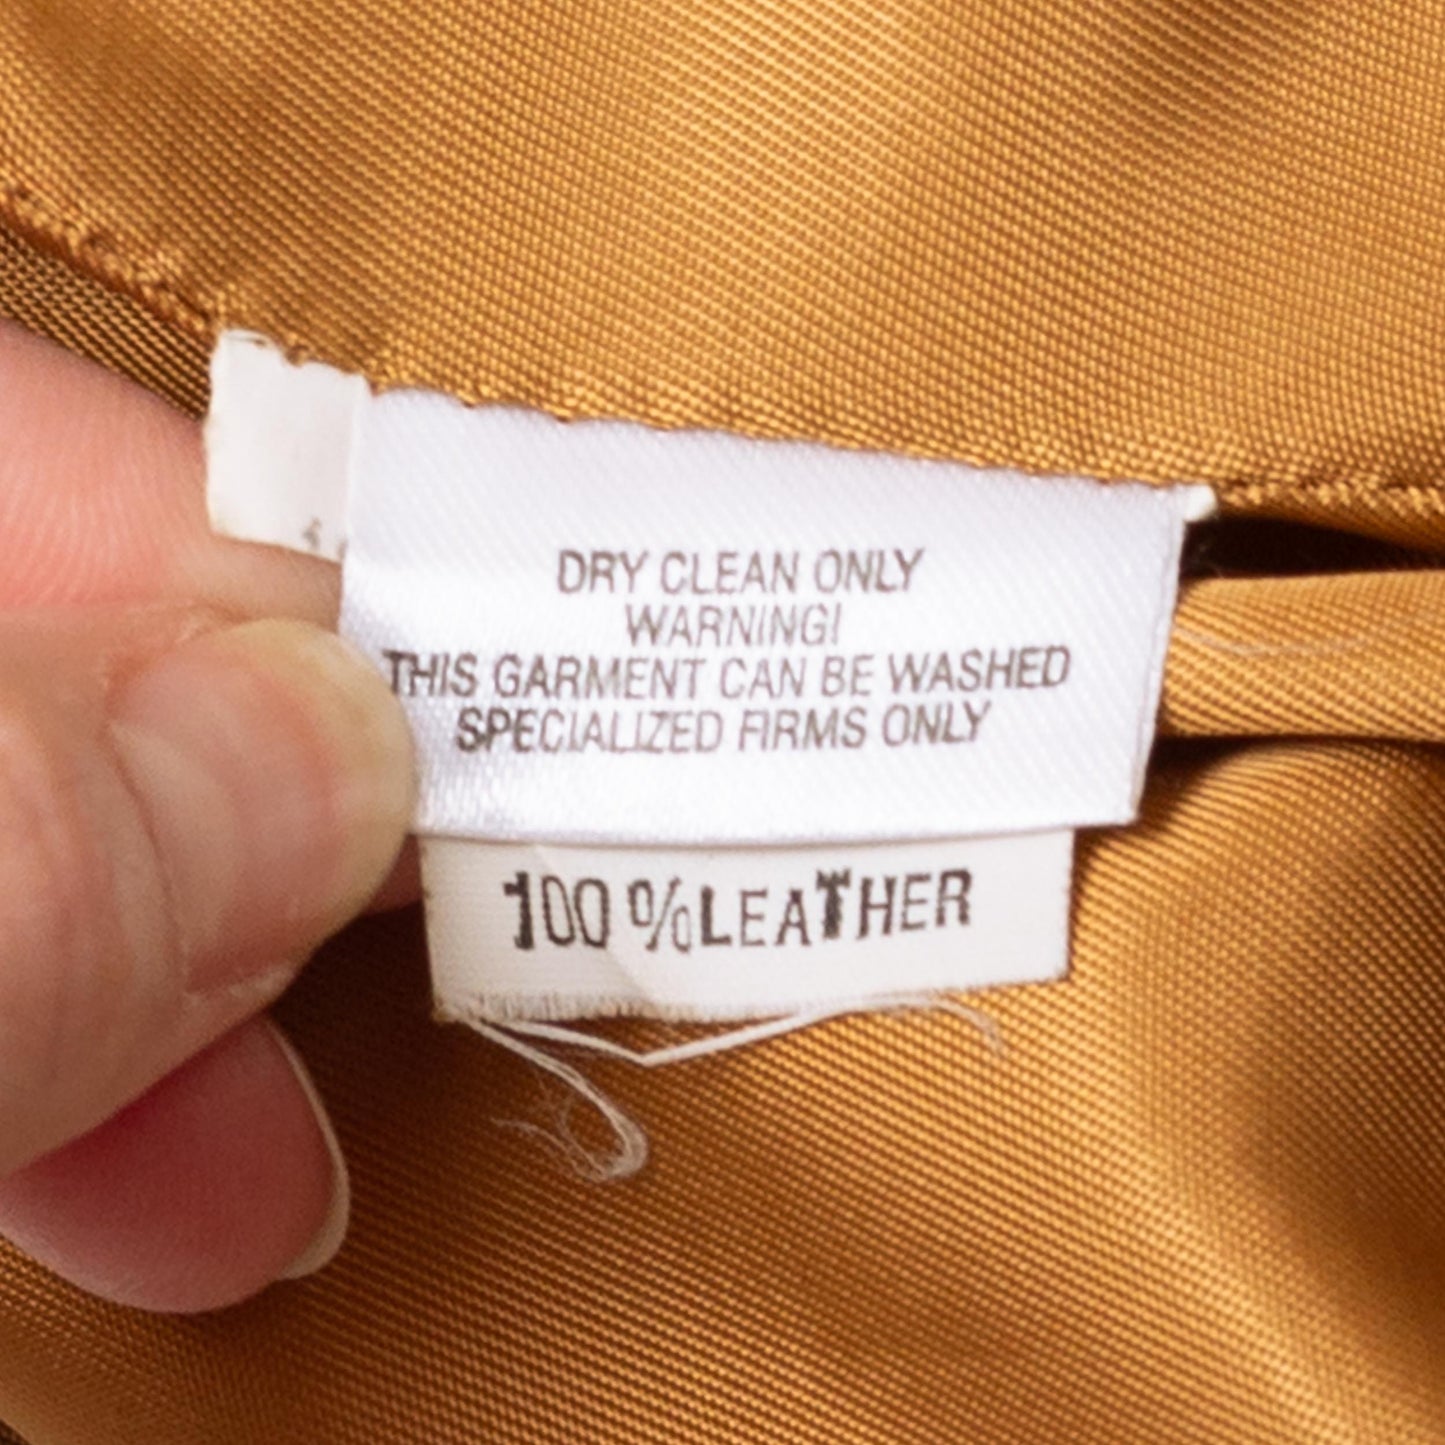 DRY CLEAN ONLY
WARNING!
THIS GARMENT CAN BE WASHED
SPECIALIZED FIRMS ONLY
100%LEATHER